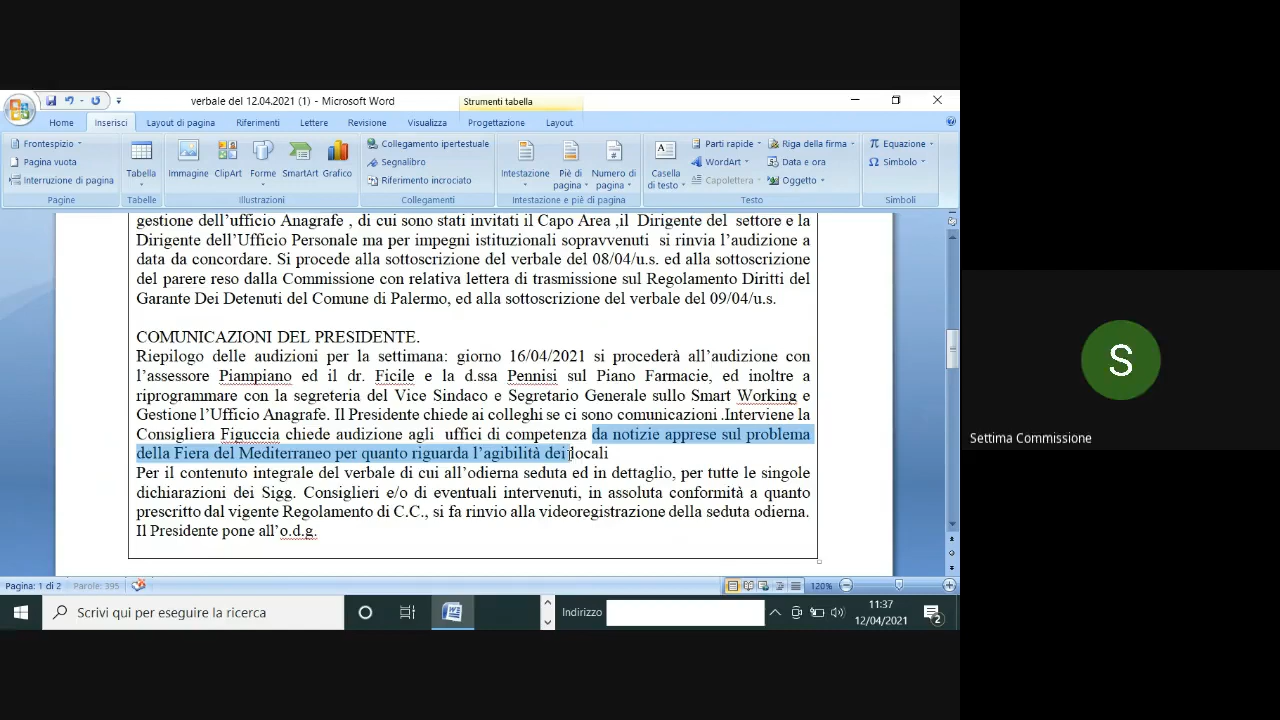 verbale del 12.04.2021 (1) - Microsoft Word
Strumenti tabella
Home Inserisci Layout di pagina Riferimenti Lettere Revisione Visualizza Progettazione Layout
Frontespizio
Pagina vuota
Interruzione di pagina
Pagine
Tabella
Tabelle
Immagine ClipArt Forme SmartArt Grafico
Illustrazioni
Collegamento ipertestuale
Segnalibro
Riferimento incrociato
Collegamenti
Intestazione Piè di pagina Numero di pagina
Intestazione e piè di pagina
Casella di testo
Parti rapide
WordArt
Capolettera
Riga della firma
Data e ora
Oggetto
Testo
Equazione
Simbolo
Simboli
gestione dell'ufficio Anagrafe , di cui sono stati invitati il Capo Area ,il Dirigente del settore e la
Dirigente dell'Ufficio Personale ma per impegni istituzionali sopravvenuti si rinvia l'audizione a
data da concordare. Si procede alla sottoscrizione del verbale del 08/04/u.s. ed alla sottoscrizione
del parere reso dalla Commissione con relativa lettera di trasmissione sul Regolamento Diritti del
Garante Dei Detenuti del Comune di Palermo, ed alla sottoscrizione del verbale del 09/04/u.s.
COMUNICAZIONI DEL PRESIDENTE.
Riepilogo delle audizioni per la settimana: giorno 16/04/2021 si procederà all'audizione con
l'assessore Piampiano ed il dr. Ficile e la d.ssa Pennisi sul Piano Farmacie, ed inoltre a
riprogrammare con la segreteria del Vice Sindaco e Segretario Generale sullo Smart Working e
Gestione l'Ufficio Anagrafe. Il Presidente chiede ai colleghi se ci sono comunicazioni .Interviene la
Consigliera Figuccia chiede audizione agli uffici di competenza da notizie apprese sul problema
della Fiera del Mediterraneo per quanto riguarda l'agibilità dei locali
Per il contenuto integrale del verbale di cui all'odierna seduta ed in dettaglio, per tutte le singole
dichiarazioni dei Sigg. Consiglieri e/o di eventuali intervenuti, in assoluta conformità a quanto
prescritto dal vigente Regolamento di C.C., si fa rinvio alla videoregistrazione della seduta odierna.
Il Presidente pone all'o.d.g.
Pagina: 1 di 2 Parole: 395 120%
Scrivi qui per eseguire la ricerca
Indirizzo
11:37
12/04/2021
2
S
Settima Commissione